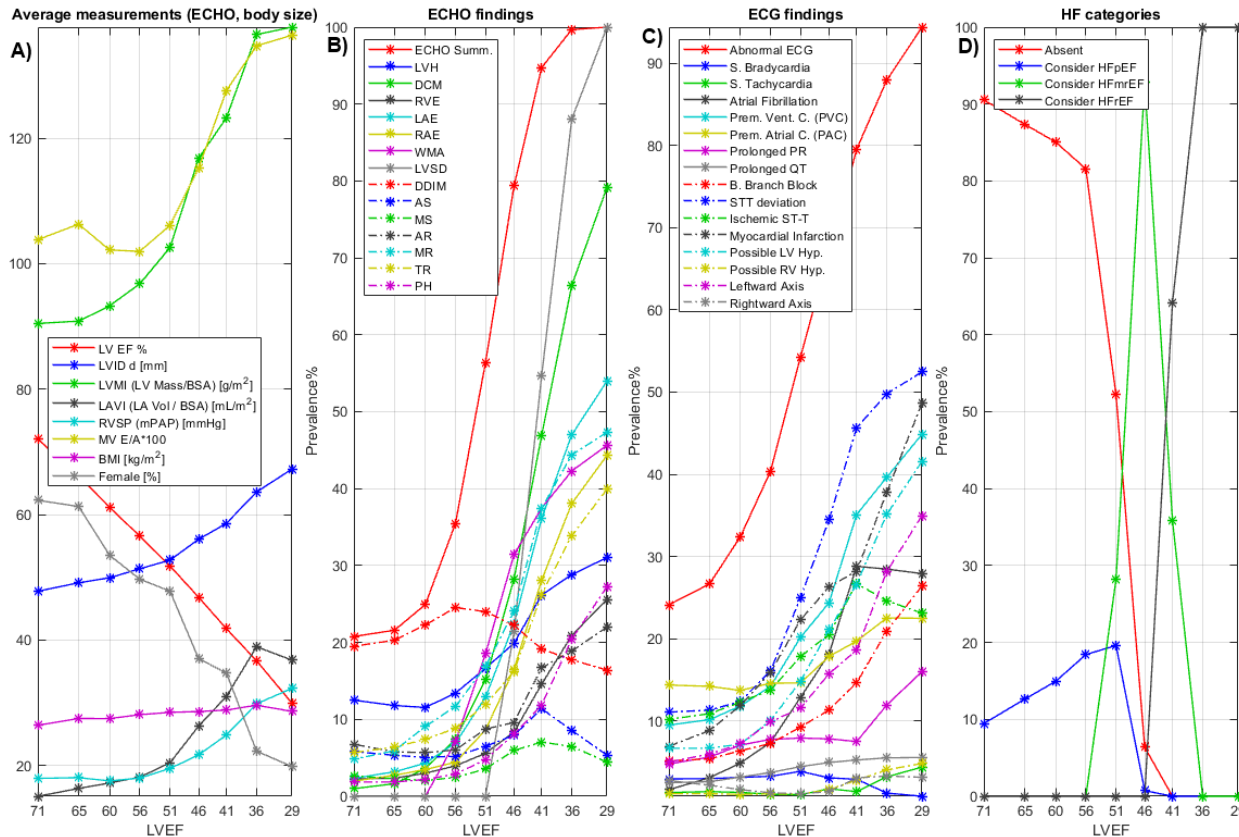 Average measurements (ECHO, body size)
A)
140
120
100
80
60
40
20
LV EF %
LVID d [mm]
LVMI (LV Mass/BSA) [g/m²]
LAVI (LA Vol / BSA) [mL/m²]
RVSP (mPAP) [mmHg]
MV E/A*100
BMI [kg/m²]
Female [%]
71 65 60 56 51 46 41 36 29
LVEF
ECHO findings
B)
Prevalence%
100
90
80
70
60
50
40
30
20
10
0
ECHO Summ.
LVH
DCM
RVE
LAE
RAE
WMA
LVSD
DDIM
AS
MS
AR
MR
TR
PH
71 65 60 56 51 46 41 36 29
LVEF
ECG findings
C)
Prevalence%
90
80
70
60
50
40
30
20
10
0
Abnormal ECG
S. Bradycardia
S. Tachycardia
Atrial Fibrillation
Prem. Vent. C. (PVC)
Prem. Atrial C. (PAC)
Prolonged PR
Prolonged QT
B. Branch Block
STT deviation
Ischemic ST-T
Myocardial Infarction
Possible LV Hyp.
Possible RV Hyp.
Leftward Axis
Rightward Axis
71 65 60 56 51 46 41 36 29
LVEF
HF categories
D)
Prevalence%
100
90
80
70
60
50
40
30
20
10
0
Absent
Consider HFpEF
Consider HFmrEF
Consider HFrEF
71 65 60 56 51 46 41 36 29
LVEF